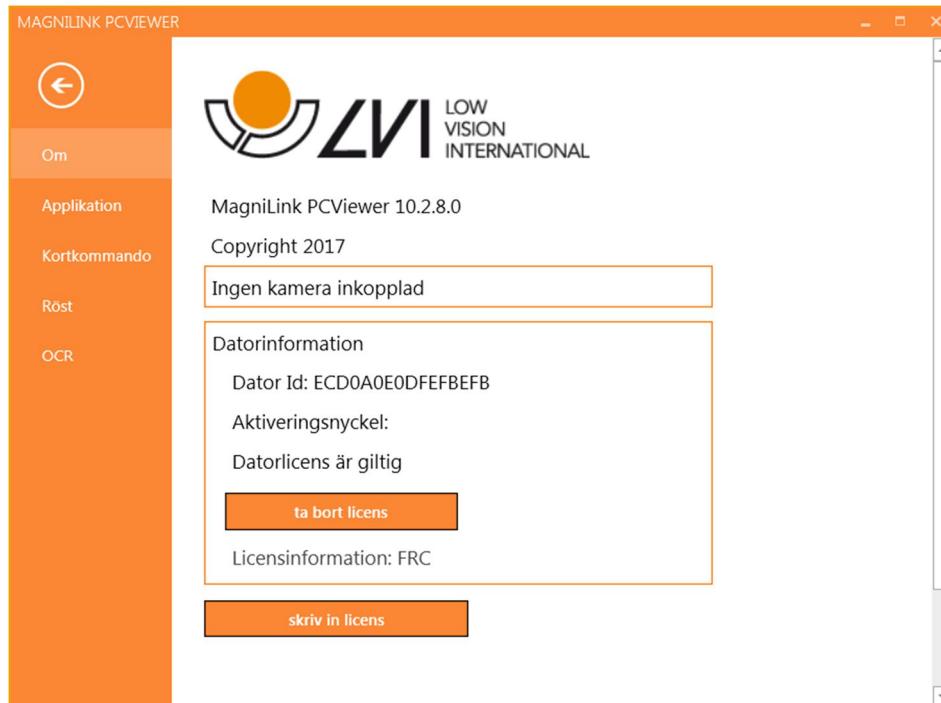 MAGNILINK PCVIEWER
Om
Applikation
Kortkommando
Röst
OCR
LVI
LOW
VISION
INTERNATIONAL
MagniLink PCViewer 10.2.8.0
Copyright 2017
Ingen kamera inkopplad
Datorinformation
Dator Id: ECD0A0E0DFEFBEFB
Aktiveringsnyckel:
Datorlicens är giltig
ta bort licens
Licensinformation: FRC
skriv in licens